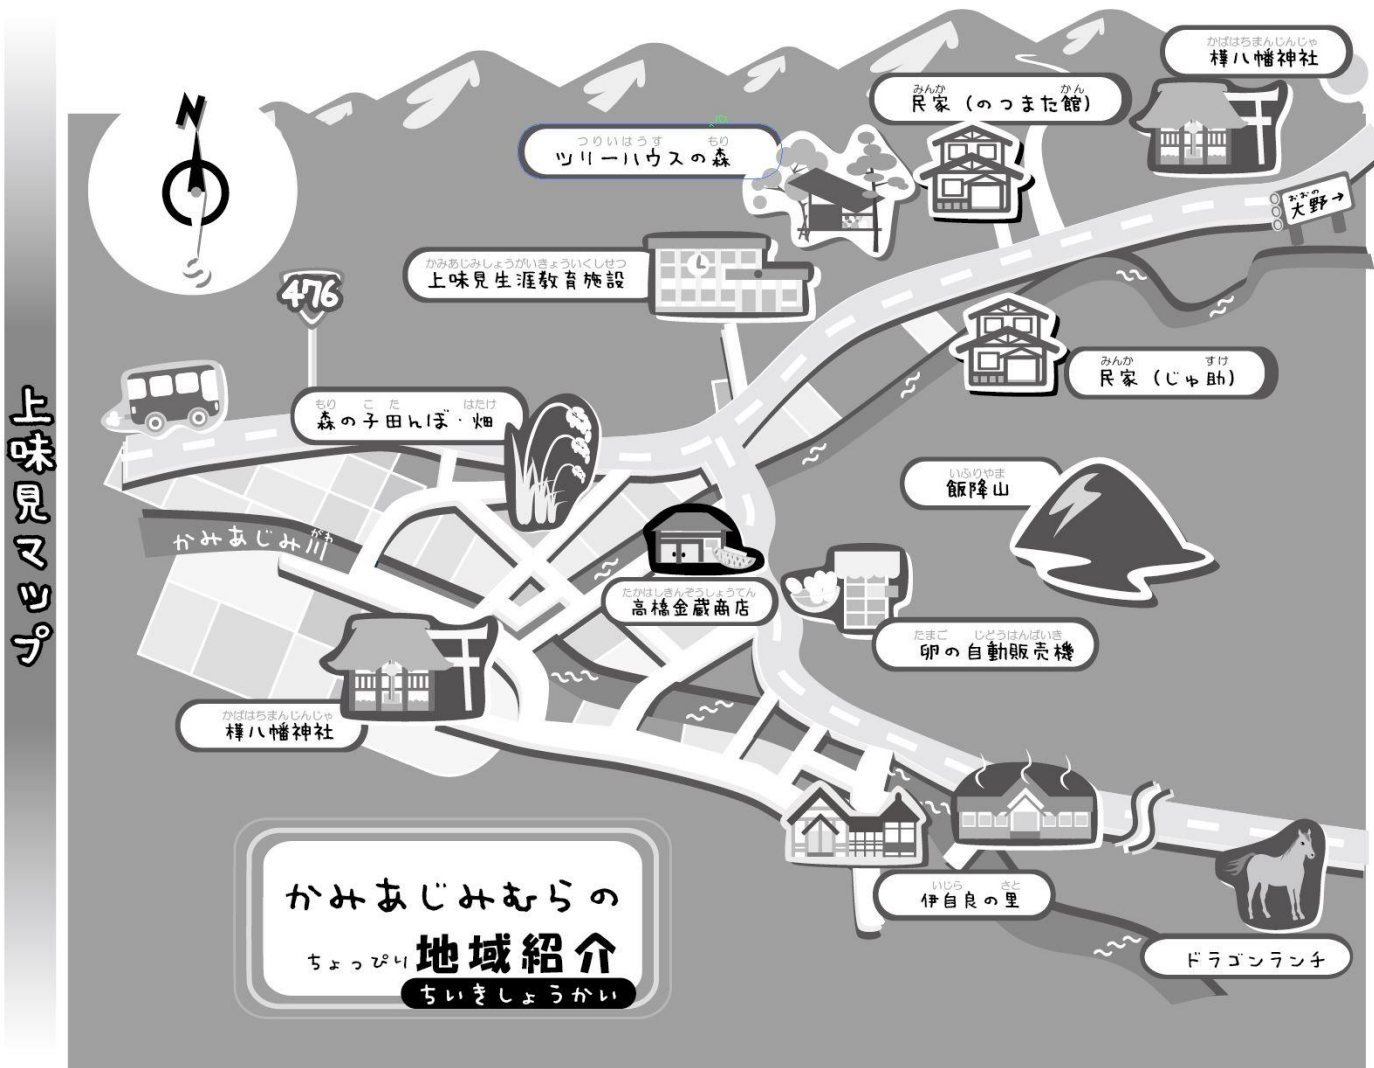 上味見マップ
N
S
かばはちまんじんじゃ
樺八幡神社
みんか かん
民家(のつまた館)
つりいはうす もり
ツリーハウスの森
おおの
大野→
かみあじみしょうがいきょういくしせつ
上味見生涯教育施設
476
みんか すけ
民家(じゅ助)
もり こ た はたけ
森の子田んぼ・畑
いふりやま
飯降山
がわ
かみあじみ川
たかはしきんぞうしょうてん
高橋金蔵商店
たまご じどうはんばいき
卵の自動販売機
かばはちまんじんじゃ
樺八幡神社
いじら さと
伊自良の里
ドラゴンランチ
かみあじみむらの
ちょっぴり地域紹介
ちいきしょうかい